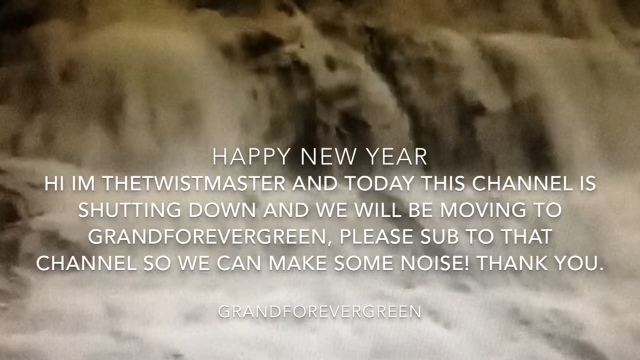 HAPPY NEW YEAR
HI IM THETWISTMASTER AND TODAY THIS CHANNEL IS
SHUTTING DOWN AND WE WILL BE MOVING TO
GRANDFOREVERGREEN, PLEASE SUB TO THAT
CHANNEL SO WE CAN MAKE SOME NOISE! THANK YOU.
GRANDFOREVERGREEN